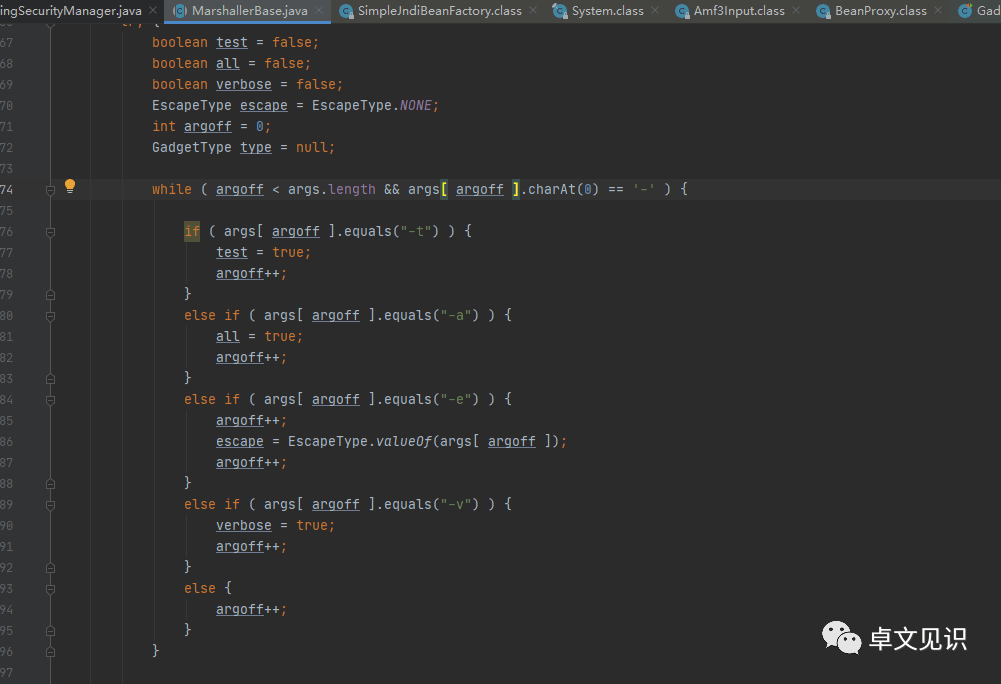 ingSecurityManager.java MarshallerBase.java SimpleJndiBeanFactory.class System.class Amf3Input.class BeanProxy.class Gad
67 boolean test = false;
68 boolean all = false;
69 boolean verbose = false;
70 EscapeType escape = EscapeType.NONE;
71 int argoff = 0;
72 GadgetType type = null;
73
74 while ( argoff < args.length && args[ argoff ].charAt(0) == '-' ) {
75
76 if ( args[ argoff ].equals("-t") ) {
77 test = true;
78 argoff++;
79 }
80 else if ( args[ argoff ].equals("-a") ) {
81 all = true;
82 argoff++;
83 }
84 else if ( args[ argoff ].equals("-e") ) {
85 argoff++;
86 escape = EscapeType.valueOf(args[ argoff ]);
87 argoff++;
88 }
89 else if ( args[ argoff ].equals("-v") ) {
90 verbose = true;
91 argoff++;
92 }
93 else {
94 argoff++;
95 }
96 }
97
卓文见识